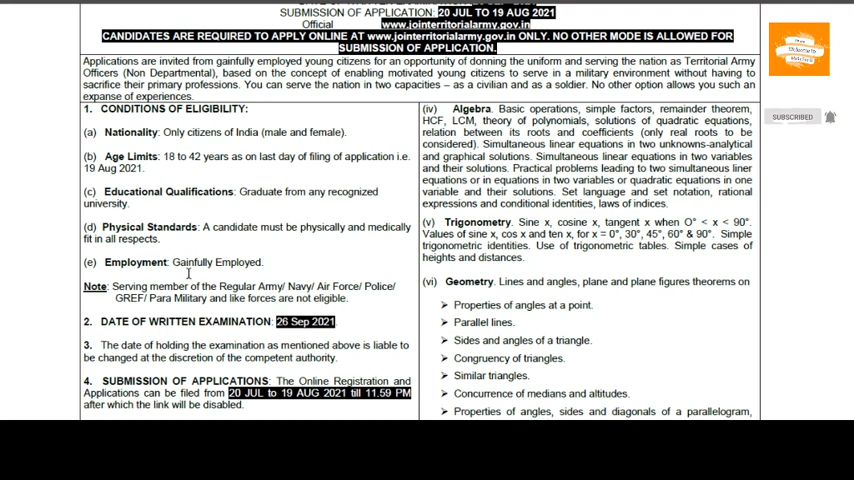 SUBMISSION OF APPLICATION: 20 JUL TO 19 AUG 2021
Official www.jointerritorialarmy.gov.in
CANDIDATES ARE REQUIRED TO APPLY ONLINE AT www.jointerritorialarmy.gov.in ONLY. NO OTHER MODE IS ALLOWED FOR
SUBMISSION OF APPLICATION.
Applications are invited from gainfully employed young citizens for an opportunity of donning the uniform and serving the nation as Territorial Army
Officers (Non Departmental), based on the concept of enabling motivated young citizens to serve in a military environment without having to
sacrifice their primary professions. You can serve the nation in two capacities – as a civilian and as a soldier. No other option allows you such an
expanse of experiences.
1. CONDITIONS OF ELIGIBILITY:
(a) Nationality: Only citizens of India (male and female).
(b) Age Limits: 18 to 42 years as on last day of filing of application i.e.
19 Aug 2021.
(c) Educational Qualifications: Graduate from any recognized
university.
(d) Physical Standards: A candidate must be physically and medically
fit in all respects.
(e) Employment: Gainfully Employed.
Note: Serving member of the Regular Army/ Navy/ Air Force/ Police/
GREF/ Para Military and like forces are not eligible.
2. DATE OF WRITTEN EXAMINATION: 26 Sep 2021.
3. The date of holding the examination as mentioned above is liable to
be changed at the discretion of the competent authority.
4. SUBMISSION OF APPLICATIONS: The Online Registration and
Applications can be filed from 20 JUL to 19 AUG 2021 till 11.59 PM
after which the link will be disabled.
(iv) Algebra. Basic operations, simple factors, remainder theorem,
HCF, LCM, theory of polynomials, solutions of quadratic equations,
relation between its roots and coefficients (only real roots to be
considered). Simultaneous linear equations in two unknowns-analytical
and graphical solutions. Simultaneous linear equations in two variables
and their solutions. Practical problems leading to two simultaneous liner
equations or in equations in two variables or quadratic equations in one
variable and their solutions. Set language and set notation, rational
expressions and conditional identities, laws of indices.
(v) Trigonometry. Sine x, cosine x, tangent x when O° < x < 90°.
Values of sine x, cos x and ten x, for x = 0°, 30°, 45°, 60° & 90°. Simple
trigonometric identities. Use of trigonometric tables. Simple cases of
heights and distances.
(vi) Geometry. Lines and angles, plane and plane figures theorems on
➢ Properties of angles at a point.
➢ Parallel lines.
➢ Sides and angles of a triangle.
➢ Congruency of triangles.
➢ Similar triangles.
➢ Concurrence of medians and altitudes.
➢ Properties of angles, sides and diagonals of a parallelogram,
SUBSCRIBED